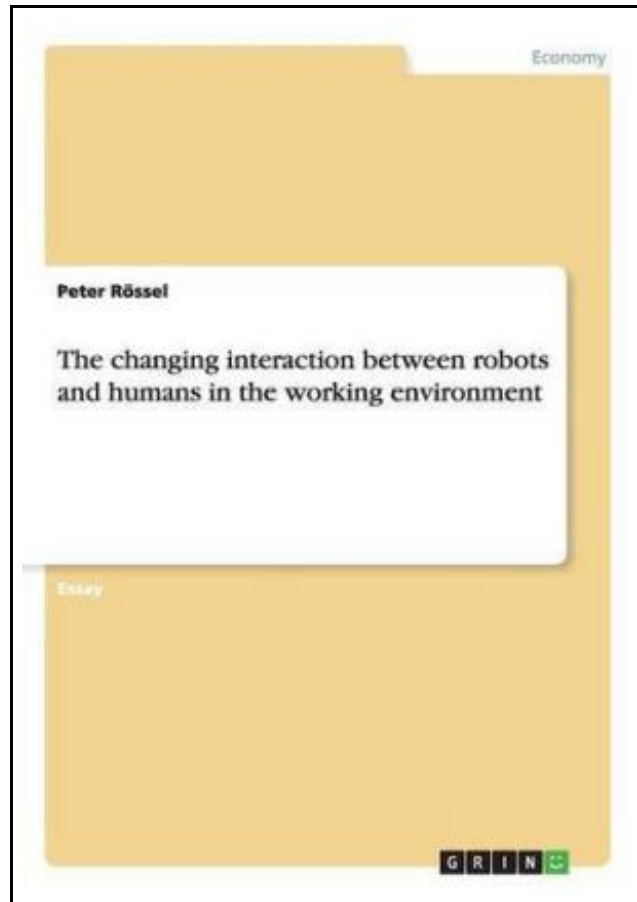 Economy
Peter Rössel
The changing interaction between robots
and humans in the working environment
Essay
GRIN